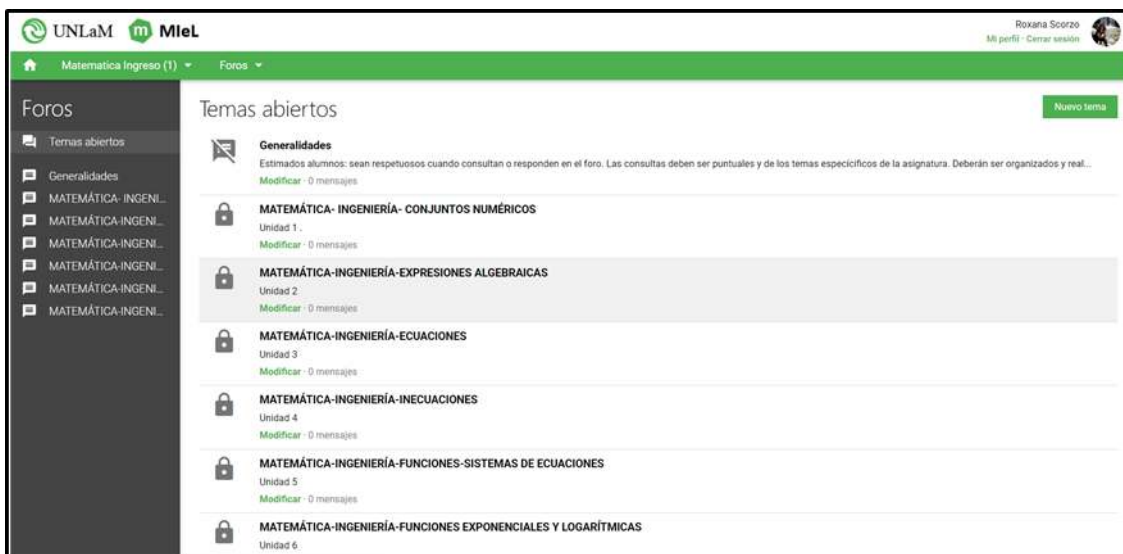 UNLaM m MIeL
Roxana Scorzo
Mi perfil · Cerrar sesión
Matematica Ingreso (1) Foros
Foros
Temas abiertos
Generalidades
MATEMÁTICA- INGENI...
MATEMÁTICA-INGENI...
MATEMÁTICA-INGENI...
MATEMÁTICA-INGENI...
MATEMÁTICA-INGENI...
MATEMÁTICA-INGENI...
Temas abiertos
Nuevo tema
Generalidades
Estimados alumnos: sean respetuosos cuando consultan o responden en el foro. Las consultas deben ser puntuales y de los temas especícificos de la asignatura. Deberán ser organizados y real...
Modificar · 0 mensajes
MATEMÁTICA- INGENIERÍA- CONJUNTOS NUMÉRICOS
Unidad 1 .
Modificar · 0 mensajes
MATEMÁTICA-INGENIERÍA-EXPRESIONES ALGEBRAICAS
Unidad 2
Modificar · 0 mensajes
MATEMÁTICA-INGENIERÍA-ECUACIONES
Unidad 3
Modificar · 0 mensajes
MATEMÁTICA-INGENIERÍA-INECUACIONES
Unidad 4
Modificar · 0 mensajes
MATEMÁTICA-INGENIERÍA-FUNCIONES-SISTEMAS DE ECUACIONES
Unidad 5
Modificar · 0 mensajes
MATEMÁTICA-INGENIERÍA-FUNCIONES EXPONENCIALES Y LOGARÍTMICAS
Unidad 6